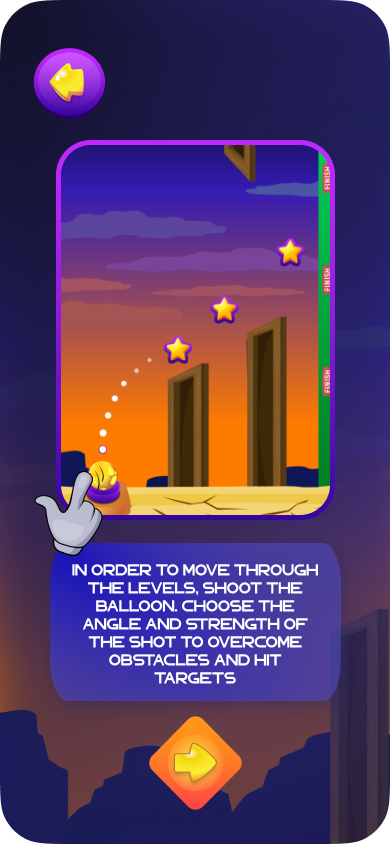 FINISH
FINISH
FINISH
IN ORDER TO MOVE THROUGH
THE LEVELS, SHOOT THE
BALLOON. CHOOSE THE
ANGLE AND STRENGTH OF
THE SHOT TO OVERCOME
OBSTACLES AND HIT
TARGETS